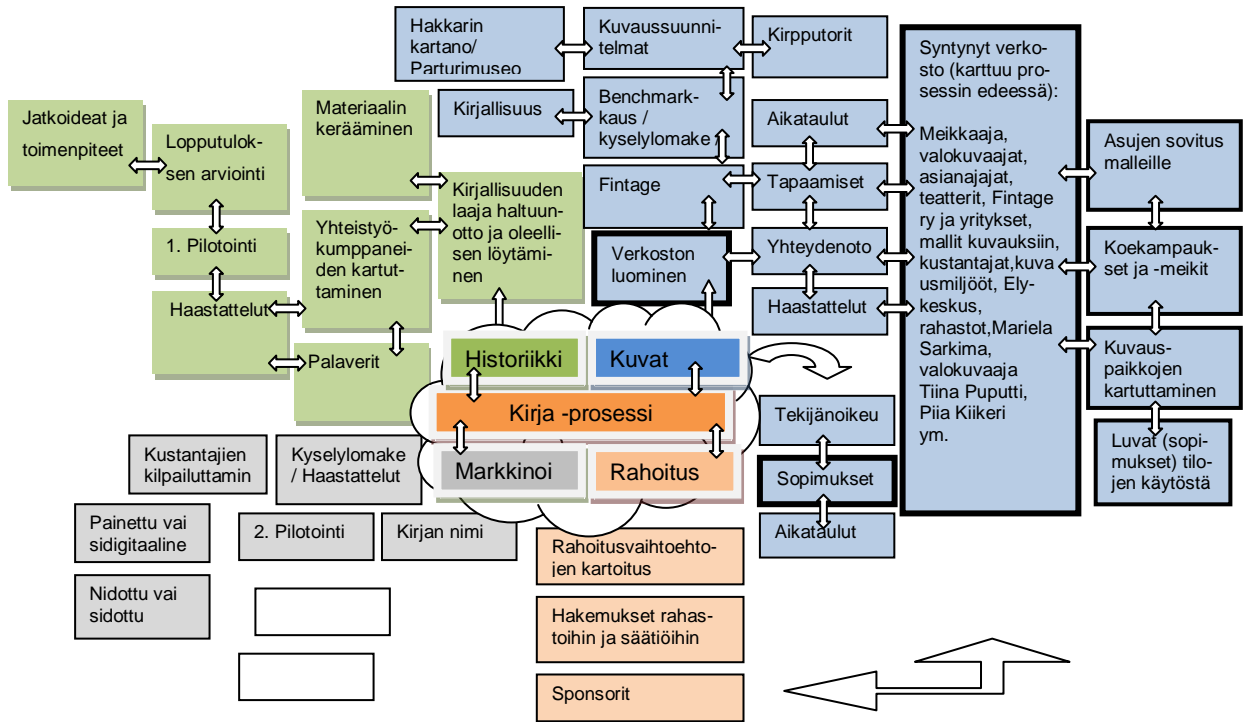 Hakkarin
kartano/
Parturimuseo
Kuvaussuunni-
telmat
Kirpputorit
Kirjallisuus
Benchmark-
kaus /
kyselylomake /
Aikataulut
Fintage
Tapaamiset
Verkoston
luominen
Yhteydenoto
Haastattelut
Syntynyt verko-
sto (karttuu pro-
sessin edeessä):
Meikkaaja,
valokuvaajat,
asianajajat,
teatterit, Fintage
ry ja yritykset,
mallit kuvauksiin,
kustantajat,kuva
usmiljööt, Ely-
keskus,
rahastot,Mariela
Sarkima,
valokuvaaja
Tiina Puputti,
Piia Kiikeri
ym.
Asujen sovitus
malleille
Koekampauk-
set ja -meikit
Kuvaus-
paikkojen
kartuttaminen
Luvat (sopi-
mukset) tilo-
jen käytöstä
Jatkoideat ja
toimenpiteet
Lopputulok-
sen arviointi
Materiaalin
kerääminen
Kirjallisuuden
laaja haltuun-
otto ja oleelli-
sen löytämi-
nen
1. Pilotointi
Yhteistyö-
kumppanei-
den kartut-
taminen
Haastattelut
Palaverit
Historiikki
Kuvat
Kirja -prosessi
Markkinoi
Rahoitus
Tekijänoikeu
Sopimukset
Aikataulut
Kustantajien
kilpailuttamin
Kyselylomake
/ Haastattelut
Painettu vai
sidigitaaline
2. Pilotointi
Kirjan nimi
Nidottu vai
sidottu
Rahoitusvaihtoehto-
jen kartoitus
Hakemukset rahas-
toihin ja säätiöihin
Sponsorit